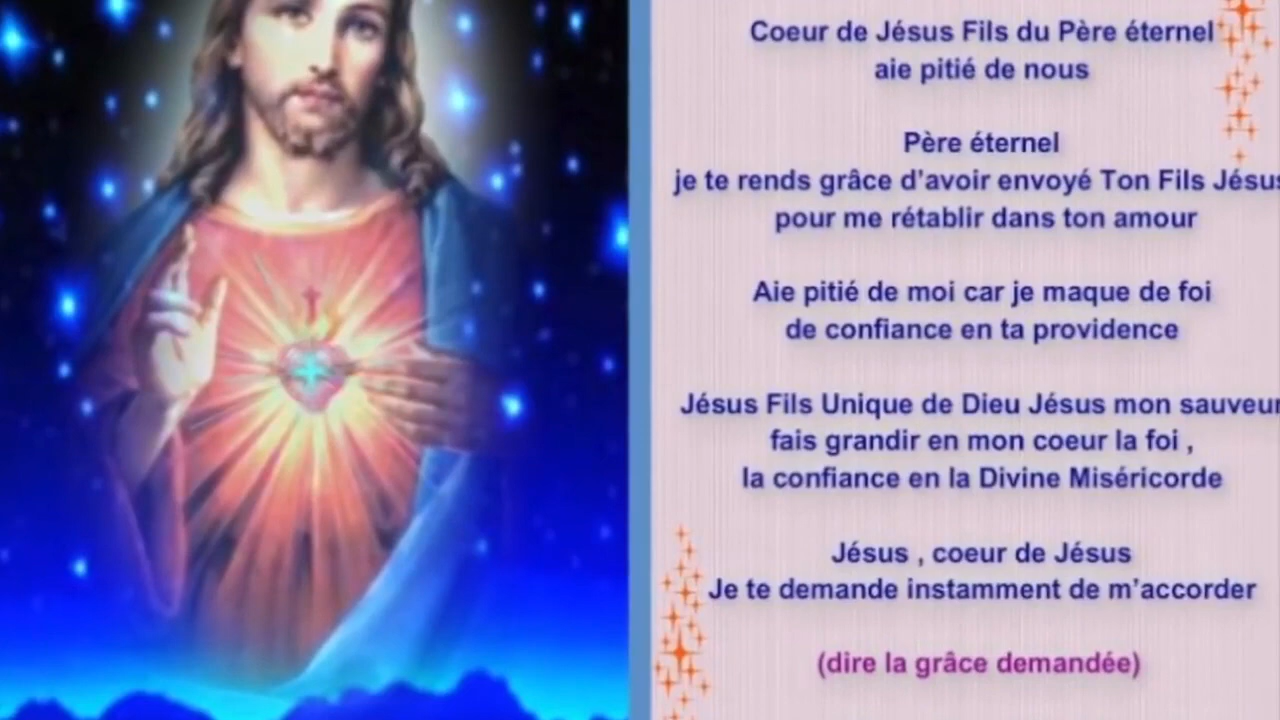 Coeur de Jésus Fils du Père éternel
aie pitié de nous
Père éternel
je te rends grâce d'avoir envoyé Ton Fils Jésus
pour me rétablir dans ton amour
Aie pitié de moi car je maque de foi
de confiance en ta providence
Jésus Fils Unique de Dieu Jésus mon sauveur
fais grandir en mon coeur la foi ,
la confiance en la Divine Miséricorde
Jésus , coeur de Jésus
Je te demande instamment de m'accorder
(dire la grâce demandée)